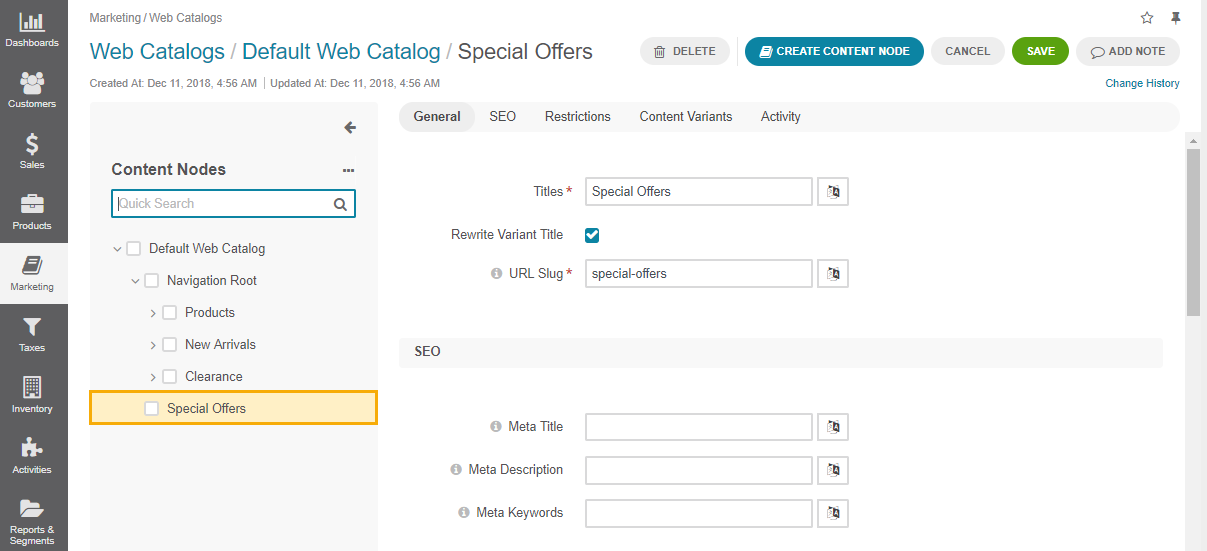 Dashboards
Customers
Sales
Products
Marketing
Taxes
Inventory
Activities
Reports &
Segments
Marketing / Web Catalogs
Web Catalogs / Default Web Catalog / Special Offers
DELETE
CREATE CONTENT NODE
CANCEL
SAVE
ADD NOTE
Created At: Dec 11, 2018, 4:56 AM | Updated At: Dec 11, 2018, 4:56 AM
Change History
Content Nodes
...
Quick Search
Default Web Catalog
Navigation Root
Products
New Arrivals
Clearance
Special Offers
General SEO Restrictions Content Variants Activity
Titles * Special Offers
Rewrite Variant Title
URL Slug * special-offers
SEO
Meta Title
Meta Description
Meta Keywords